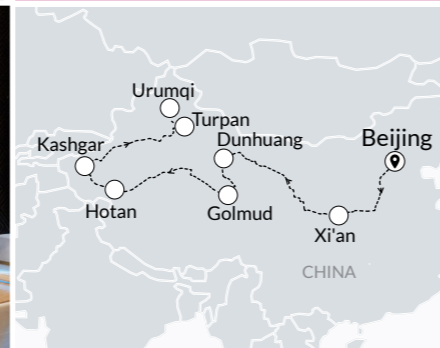 Urumqi
Turpan
Kashgar
Dunhuang
Beijing
Hotan
Golmud
Xi'an
CHINA